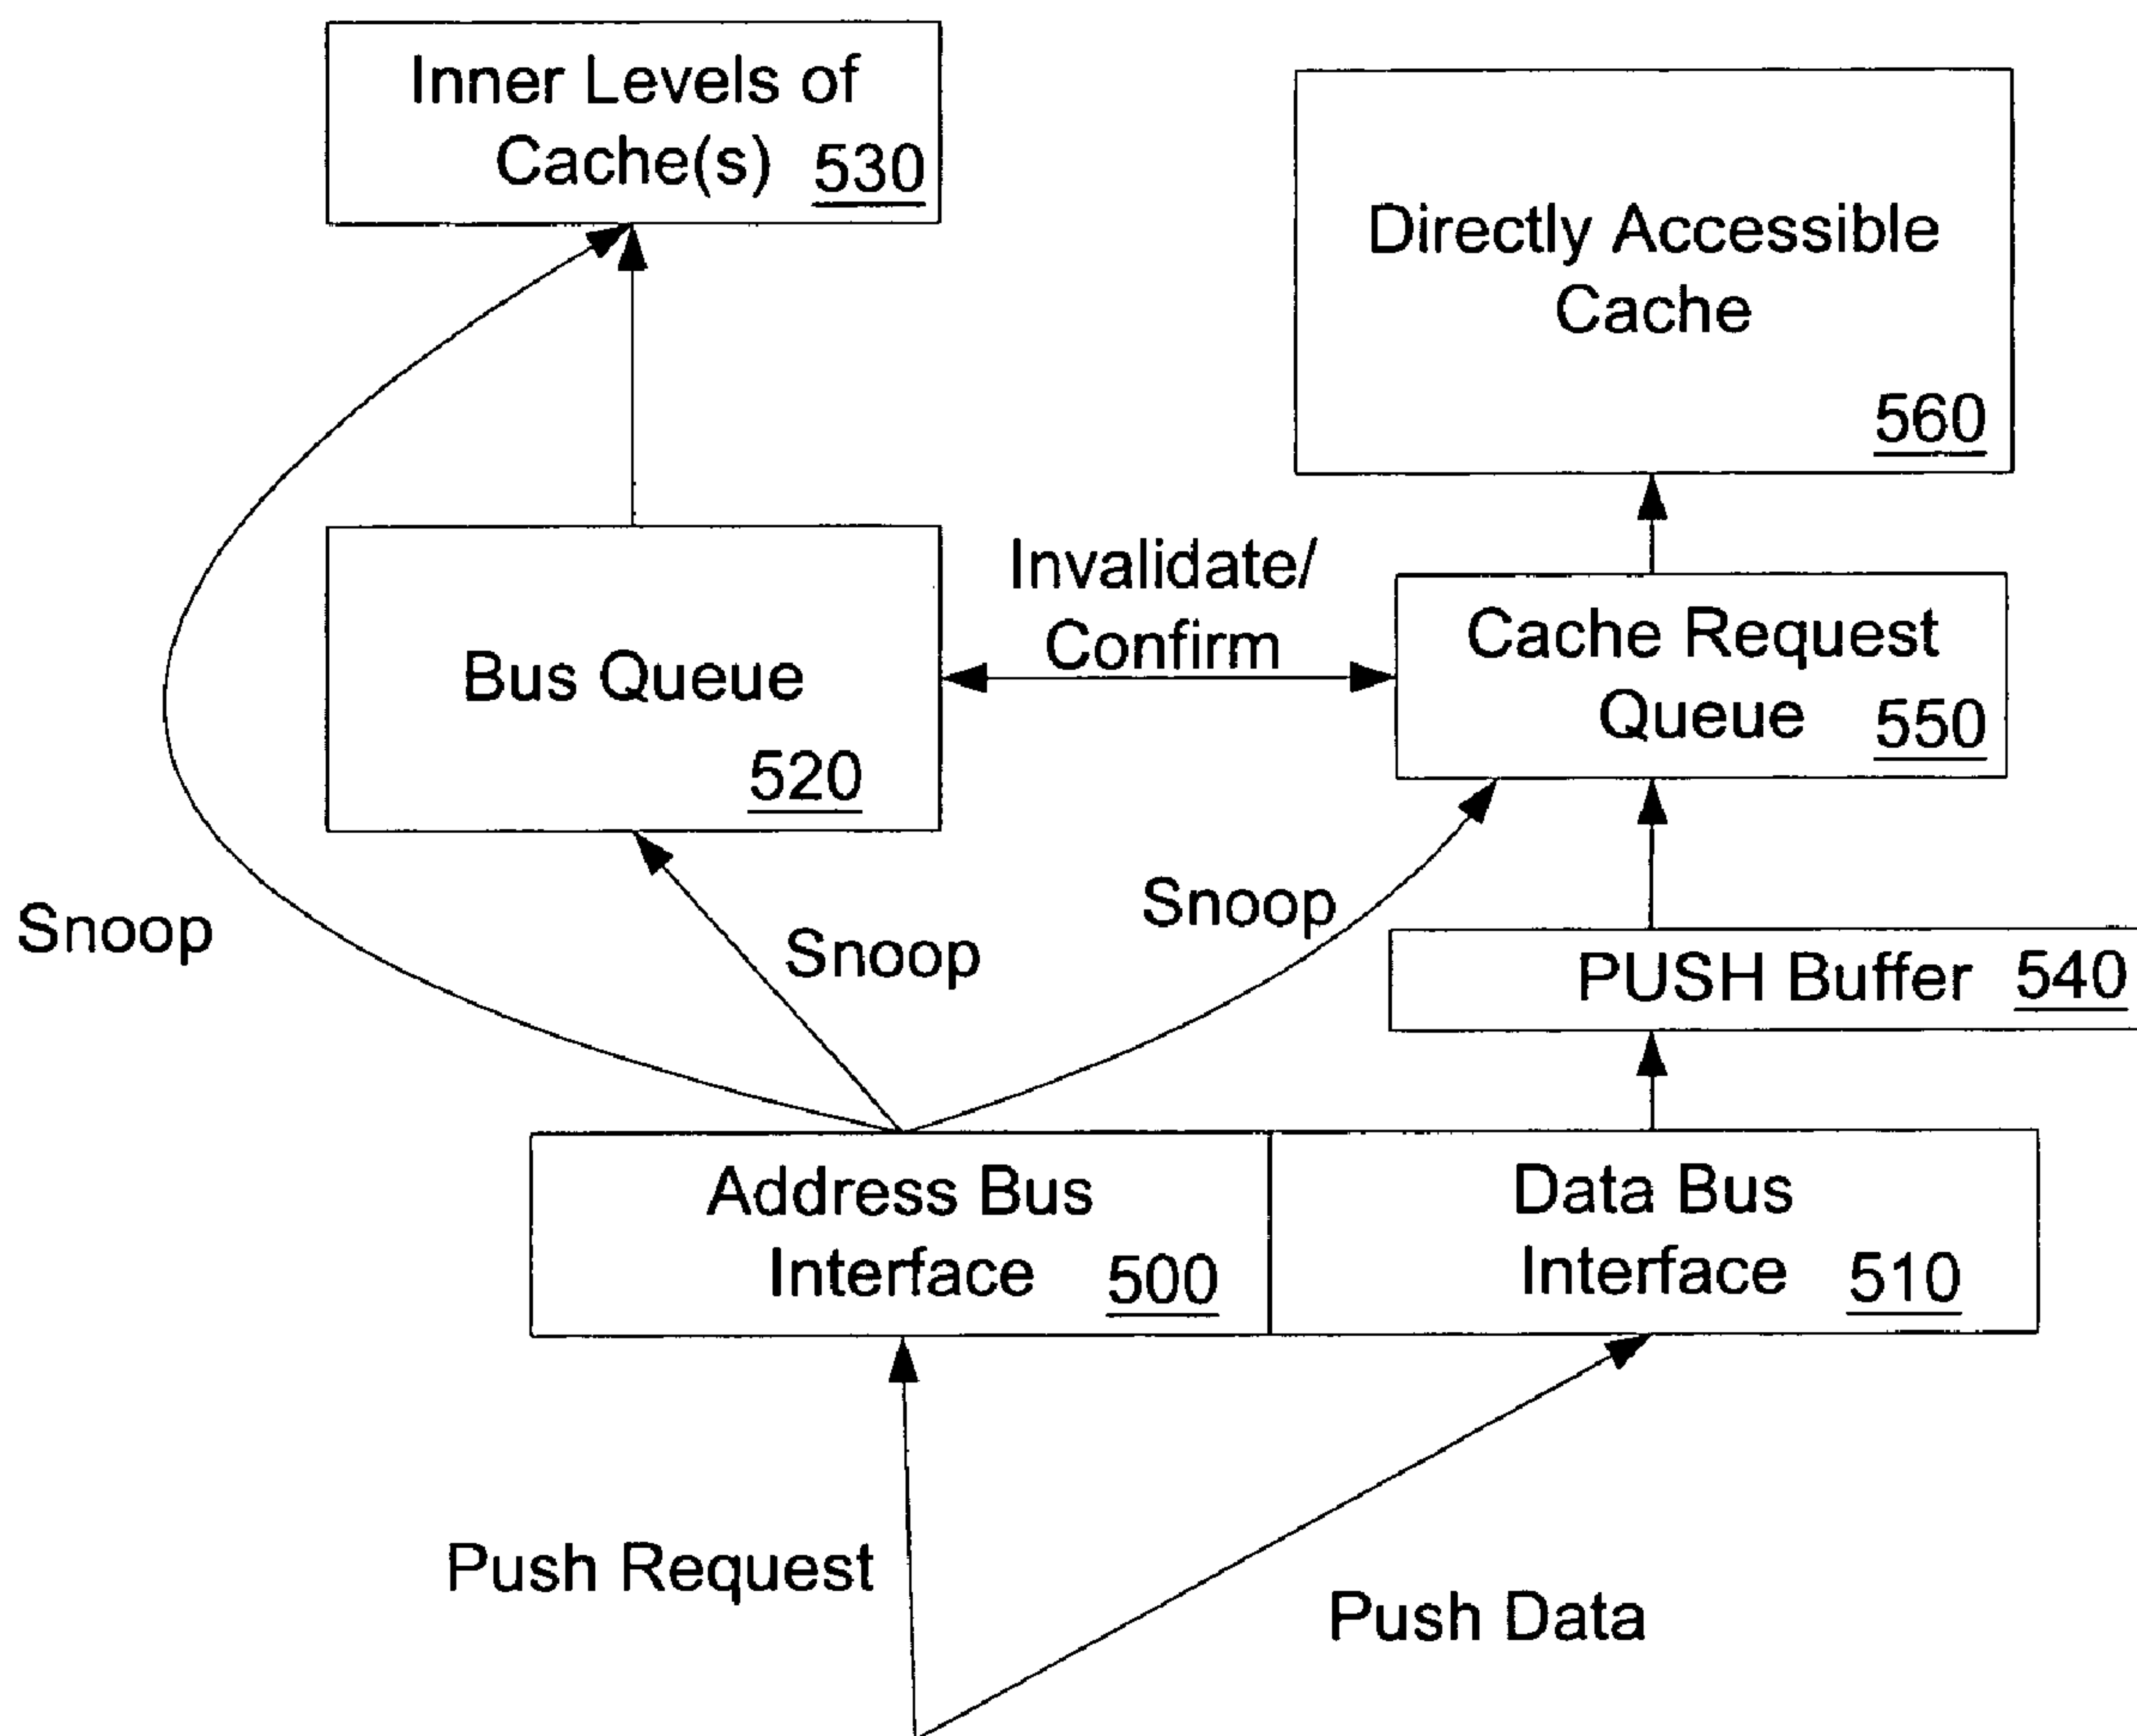 Inner Levels of
Cache(s) 530
Directly Accessible
Cache
560
Bus Queue
520
Invalidate/
Confirm
Cache Request
Queue 550
Snoop
Snoop
Snoop
PUSH Buffer 540
Address Bus
Interface 500
Data Bus
Interface 510
Push Request
Push Data